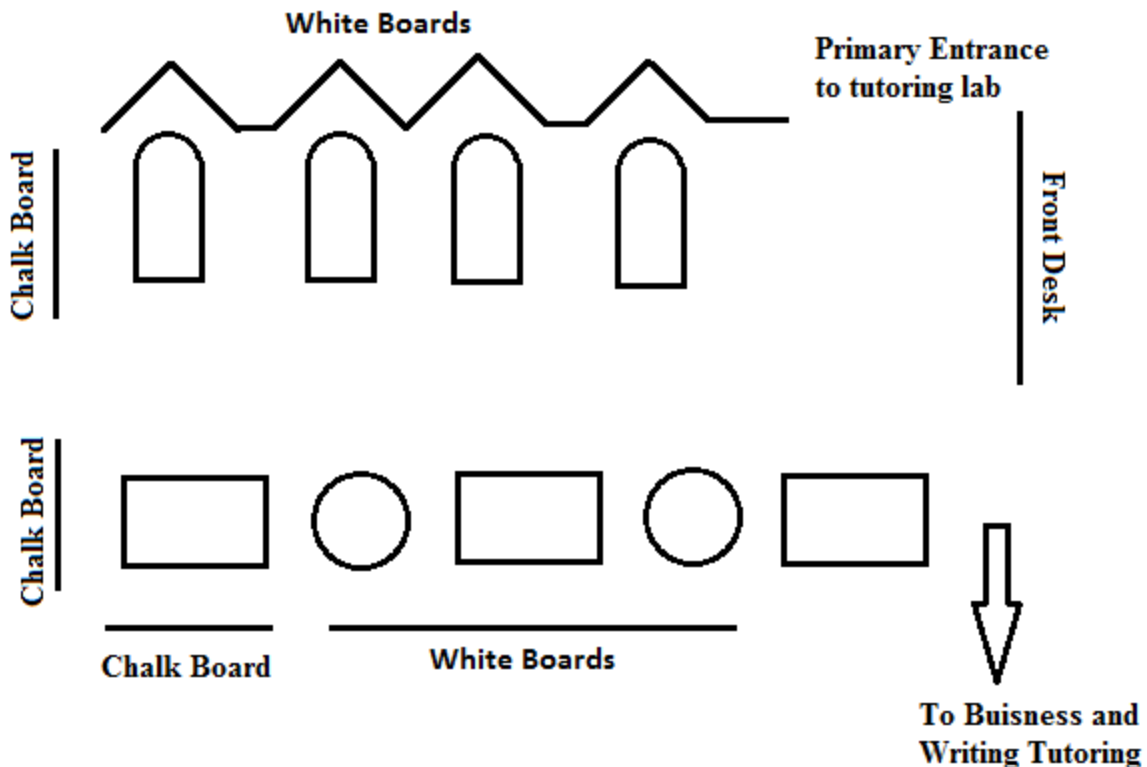 White Boards
Primary Entrance
to tutoring lab
Chalk Board
Front Desk
Chalk Board
Chalk Board
White Boards
To Buisness and
Writing Tutoring